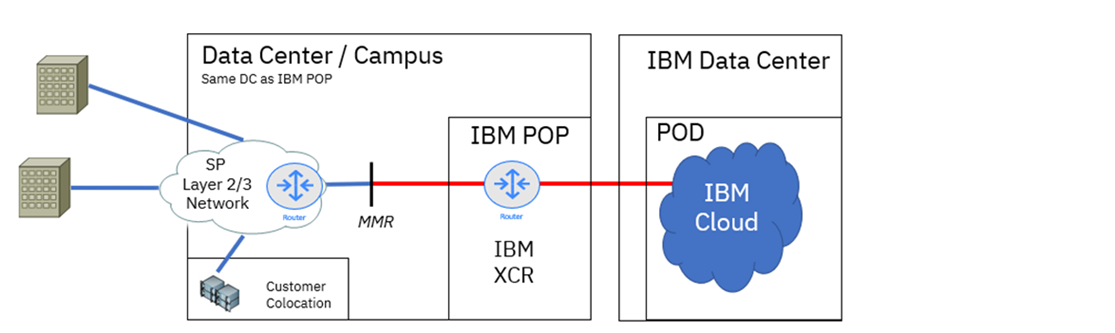 Data Center / Campus
Same DC as IBM POP
IBM Data Center
IBM POP
POD
SP
Layer 2/3
Network
Router
MMR
Router
IBM
Cloud
IBM
XCR
Customer
Colocation